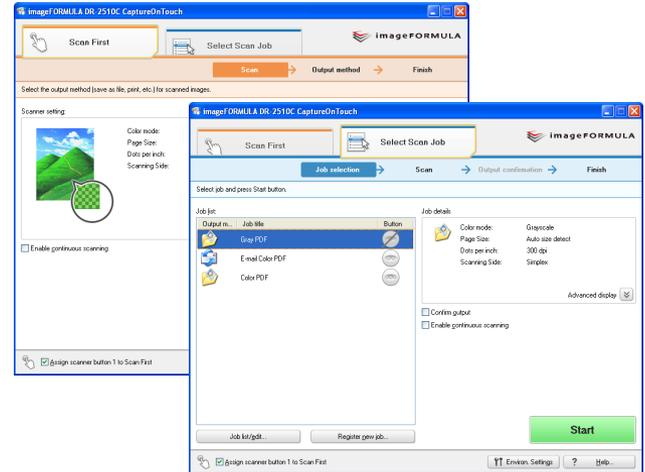 imageFORMULA DR-2510C CaptureOnTouch
Scan First
Select Scan Job
imageFORMULA
Scan
Output method
Finish
Select the output method (save as file, print, etc.) for scanned images.
Scanner setting:
Color mode:
Page Size:
Dots per inch:
Scanning Side:
Enable continuous scanning
Assign scanner button 1 to Scan First
imageFORMULA DR-2510C CaptureOnTouch
Scan First
Select Scan Job
imageFORMULA
Job selection
Scan
Output confirmation
Finish
Select job and press Start button.
Job list:
Output m... Job title Button
Gray PDF
E-mail Color PDF
Color PDF
Job details
Color mode: Grayscale
Page Size: Auto size detect
Dots per inch: 300 dpi
Scanning Side: Simplex
Advanced display
Confirm output
Enable continuous scanning
Job list/edit...
Register new job...
Start
Assign scanner button 1 to Scan First
Environ. Settings
? Help...